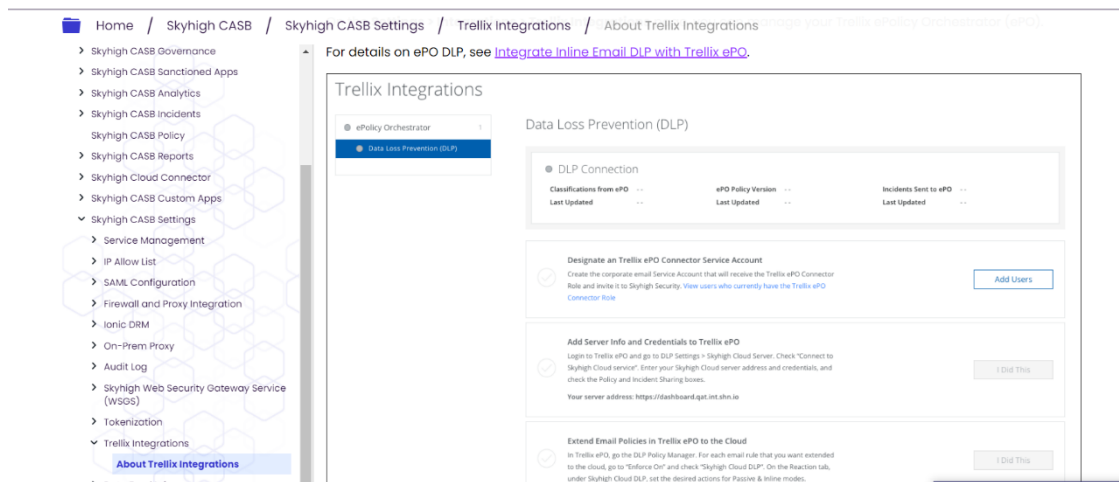 Home / Skyhigh CASB / Skyhigh CASB Settings / Trellix Integrations / About Trellix Integrations
Skyhigh CASB Governance
Skyhigh CASB Sanctioned Apps
Skyhigh CASB Analytics
Skyhigh CASB Incidents
Skyhigh CASB Policy
Skyhigh CASB Reports
Skyhigh Cloud Connector
Skyhigh CASB Custom Apps
Skyhigh CASB Settings
Service Management
IP Allow List
SAML Configuration
Firewall and Proxy Integration
Ionic DRM
On-Prem Proxy
Audit Log
Skyhigh Web Security Gateway Service
(WSGS)
Tokenization
Trellix Integrations
About Trellix Integrations
For details on ePO DLP, see Integrate Inline Email DLP with Trellix ePO.
Trellix Integrations
ePolicy Orchestrator 1
Data Loss Prevention (DLP)
Data Loss Prevention (DLP)
DLP Connection
Classifications from ePO -- ePO Policy Version -- Incidents Sent to ePO --
Last Updated -- Last Updated -- Last Updated --
Designate an Trellix ePO Connector Service Account
Create the corporate email Service Account that will receive the Trellix ePO Connector
Role and invite it to Skyhigh Security. View users who currently have the Trellix ePO
Connector Role
Add Users
Add Server Info and Credentials to Trellix ePO
Login to Trellix ePO and go to DLP Settings > Skyhigh Cloud Server. Check "Connect to
Skyhigh Cloud service". Enter your Skyhigh Cloud server address and credentials, and
check the Policy and Incident Sharing boxes.
Your server address: https://dashboard.qat.int.shn.io
I Did This
Extend Email Policies in Trellix ePO to the Cloud
In Trellix ePO, go the DLP Policy Manager. For each email rule that you want extended
to the cloud, go to "Enforce On" and check "Skyhigh Cloud DLP". On the Reaction tab,
under Skyhigh Cloud DLP, set the desired actions for Passive & Inline modes.
I Did This